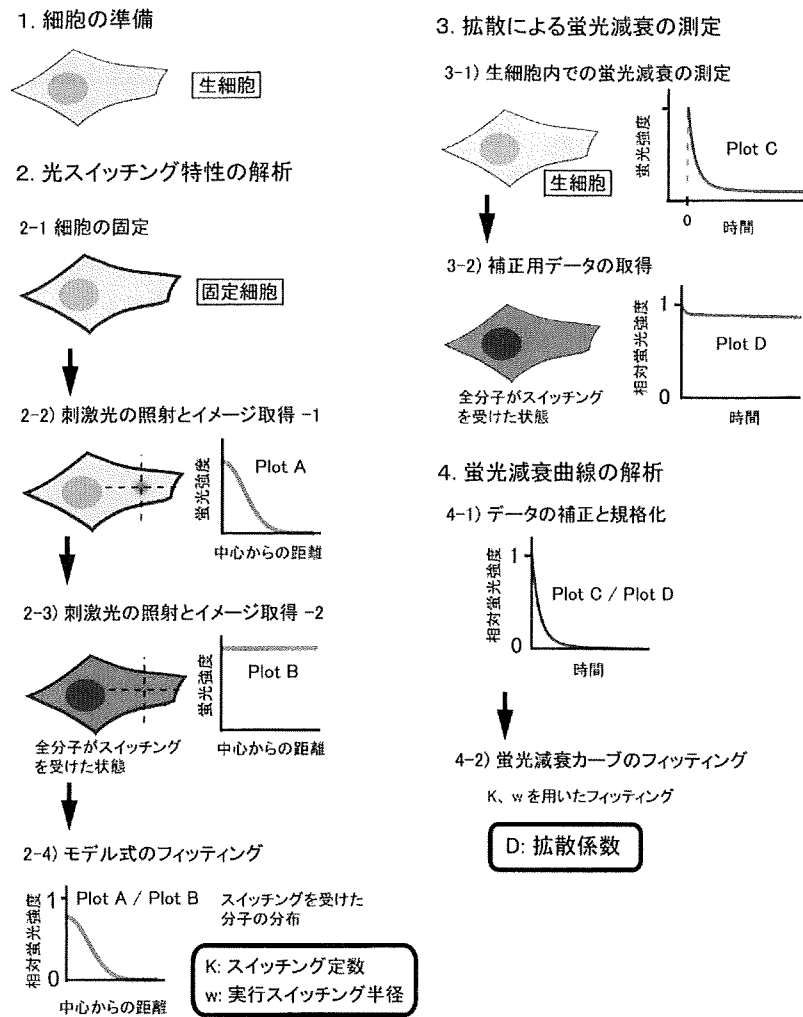 1. 細胞の準備
生細胞
2. 光スイッチング特性の解析
2-1 細胞の固定
固定細胞
2-2) 刺激光の照射とイメージ取得 -1
蛍光強度
Plot A
中心からの距離
2-3) 刺激光の照射とイメージ取得 -2
蛍光強度
Plot B
全分子がスイッチング
を受けた状態
中心からの距離
2-4) モデル式のフィッティング
相対蛍光強度
1
0
Plot A / Plot B
スイッチングを受けた
分子の分布
中心からの距離
K: スイッチング定数
w: 実行スイッチング半径
3. 拡散による蛍光減衰の測定
3-1) 生細胞内での蛍光減衰の測定
生細胞
蛍光強度
Plot C
0
時間
3-2) 補正用データの取得
全分子がスイッチング
を受けた状態
相対蛍光強度
1
0
Plot D
時間
4. 蛍光減衰曲線の解析
4-1) データの補正と規格化
相対蛍光強度
1
0
Plot C / Plot D
時間
4-2) 蛍光減衰カーブのフィッティング
K、w を用いたフィッティング
D: 拡散係数